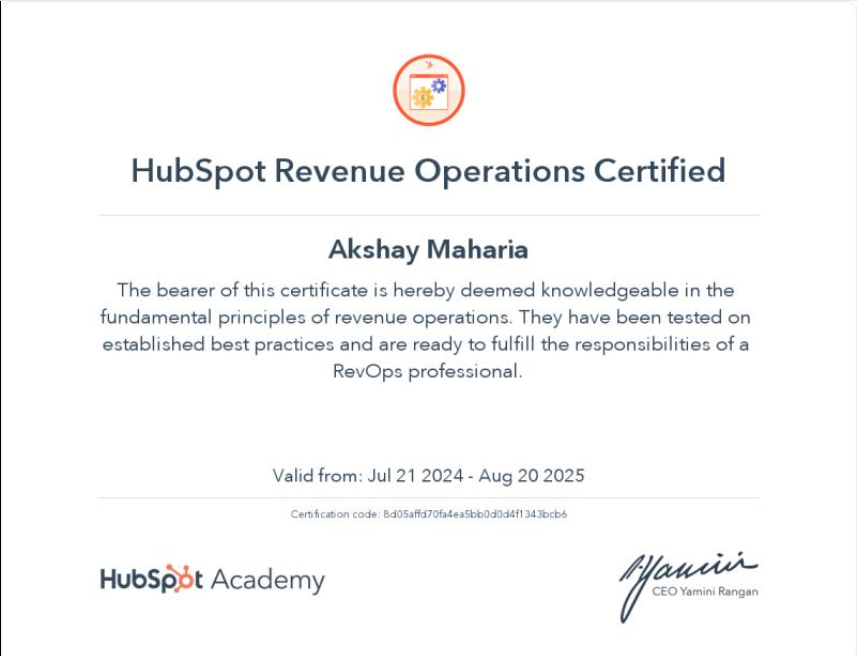 HubSpot Revenue Operations Certified
Akshay Maharia
The bearer of this certificate is hereby deemed knowledgeable in the
fundamental principles of revenue operations. They have been tested on
established best practices and are ready to fulfill the responsibilities of a
RevOps professional.
Valid from: Jul 21 2024 - Aug 20 2025
Certification code: 8d05affd70fa4ea5bb0d0d4f1343bcb6
HubSpot Academy
Yamini
CEO Yamini Rangan